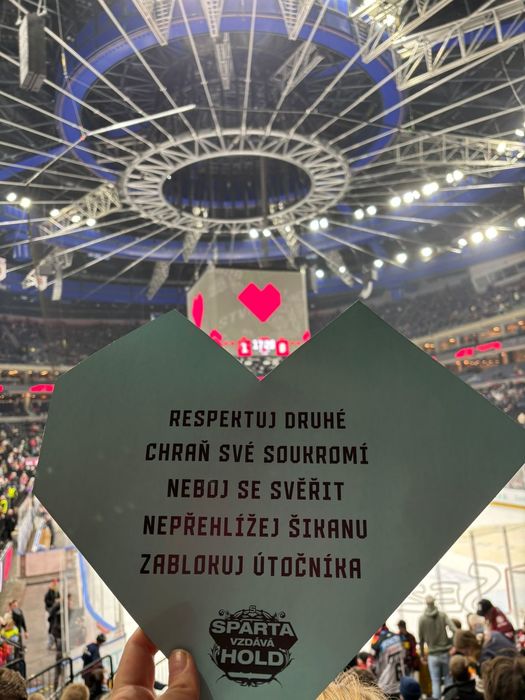 RESPEKTUJ DRUHÉ
CHRAŇ SVÉ SOUKROMÍ
NEBOJ SE SVĚŘIT
NEPŘEHLÍŽEJ ŠIKANU
ZABLOKUJ ÚTOČNÍKA
SPARTA
VZDÁVÁ
HOLD